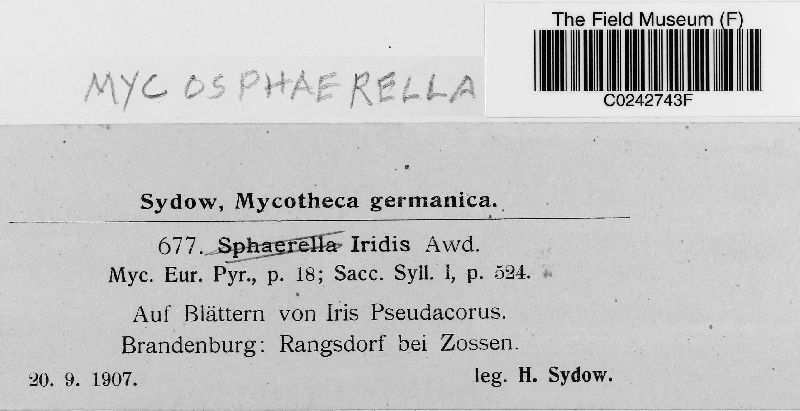 The Field Museum (F)
C0242743F
MYCOSPHAERELLA
Sydow, Mycotheca germanica.
677. Sphaerella Iridis Awd.
Myc. Eur. Pyr., p. 18; Sacc. Syll. I, p. 524.
Auf Blättern von Iris Pseudacorus.
Brandenburg: Rangsdorf bei Zossen.
20. 9. 1907. leg. H. Sydow.